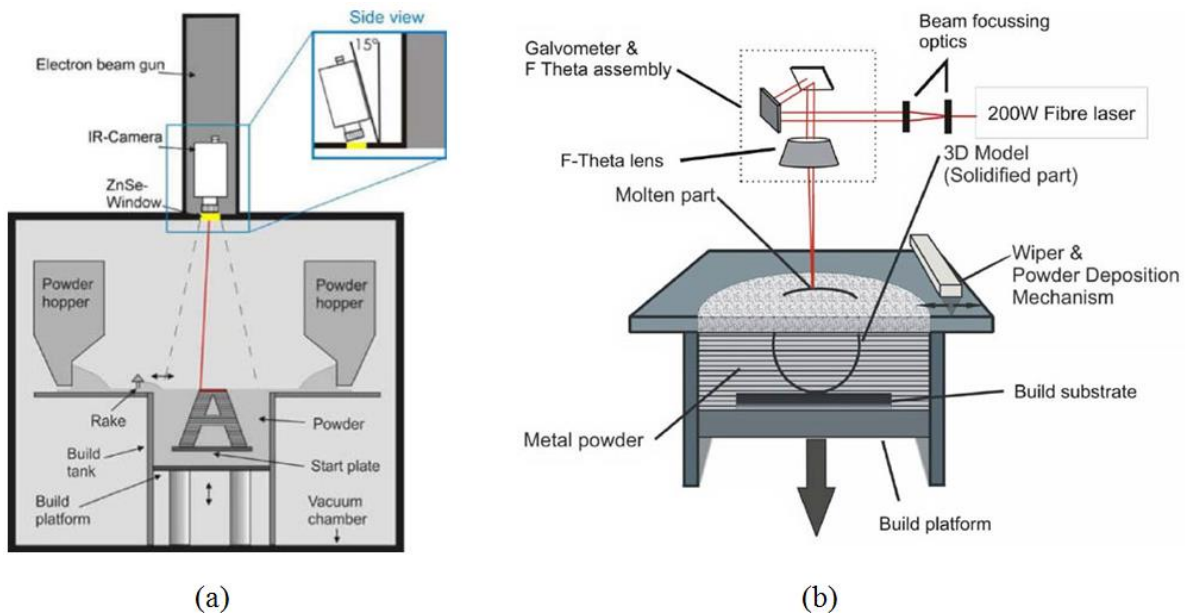 Side view
15°
Electron beam gun
IR-Camera
ZnSe-
Window
Powder
hopper
Powder
hopper
Rake
Powder
Build
tank
Start plate
Build
platform
Vacuum
chamber
(a)
Beam focussing
optics
Galvometer &
F Theta assembly
200W Fibre laser
F-Theta lens
3D Model
(Solidified part)
Molten part
Wiper &
Powder Deposition
Mechanism
Build substrate
Metal powder
Build platform
(b)